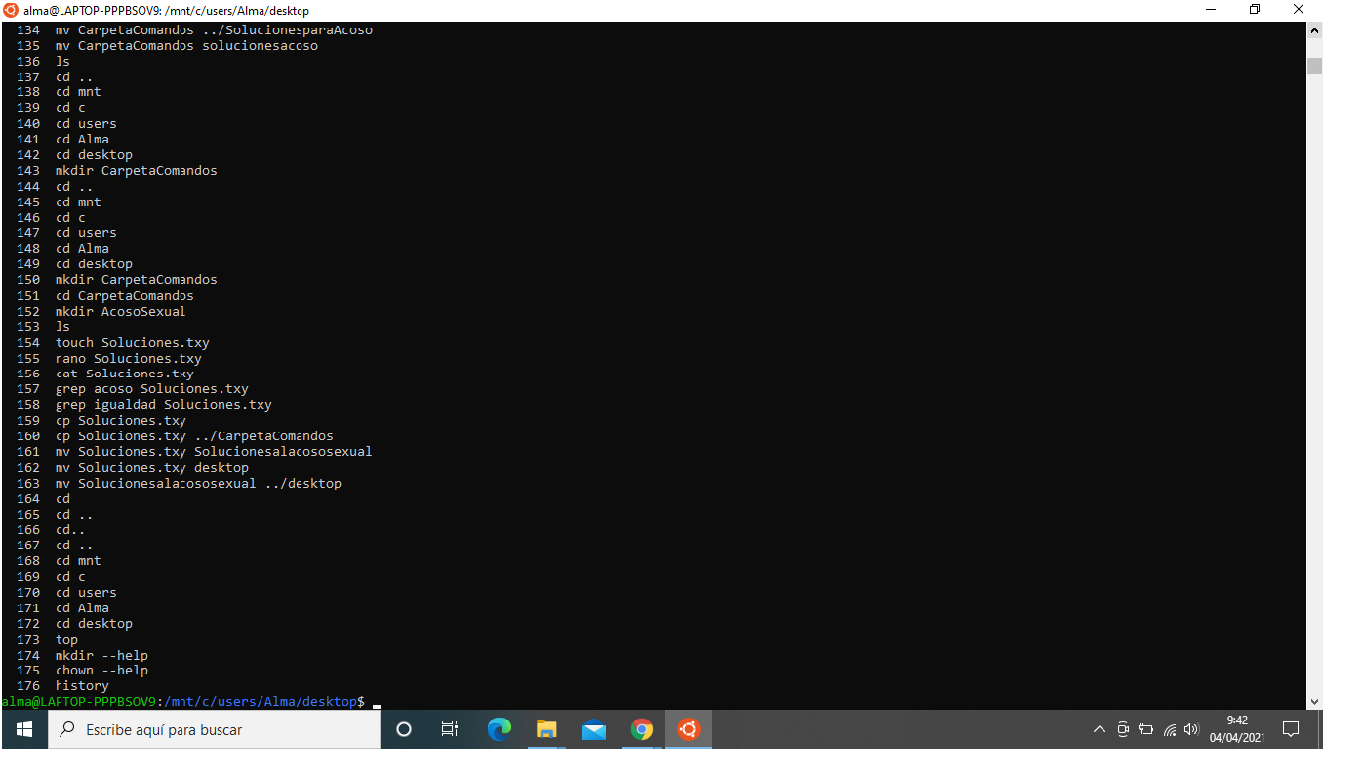 alma@LAPTOP-PPPBSOV9: /mnt/c/users/Alma/desktop
134 mv CarpetaComandos ../SolucionesparaAcoso
135 mv CarpetaComandos solucionesacoso
136 ls
137 cd ..
138 cd mnt
139 cd c
140 cd users
141 cd Alma
142 cd desktop
143 mkdir CarpetaComandos
144 cd ..
145 cd mnt
146 cd c
147 cd users
148 cd Alma
149 cd desktop
150 mkdir CarpetaComandos
151 cd CarpetaComandos
152 mkdir AcosoSexual
153 ls
154 touch Soluciones.txy
155 nano Soluciones.txy
156 cat Soluciones.txy
157 grep acoso Soluciones.txy
158 grep igualdad Soluciones.txy
159 cp Soluciones.txy
160 cp Soluciones.txy ../CarpetaComandos
161 mv Soluciones.txy Solucionesalacososexual
162 mv Soluciones.txy desktop
163 mv Solucionesalacososexual ../desktop
164 cd
165 cd ..
166 cd..
167 cd ..
168 cd mnt
169 cd c
170 cd users
171 cd Alma
172 cd desktop
173 top
174 mkdir --help
175 chown --help
176 history
alma@LAPTOP-PPPBSOV9:/mnt/c/users/Alma/desktop$
Escribe aquí para buscar
9:42
04/04/2021